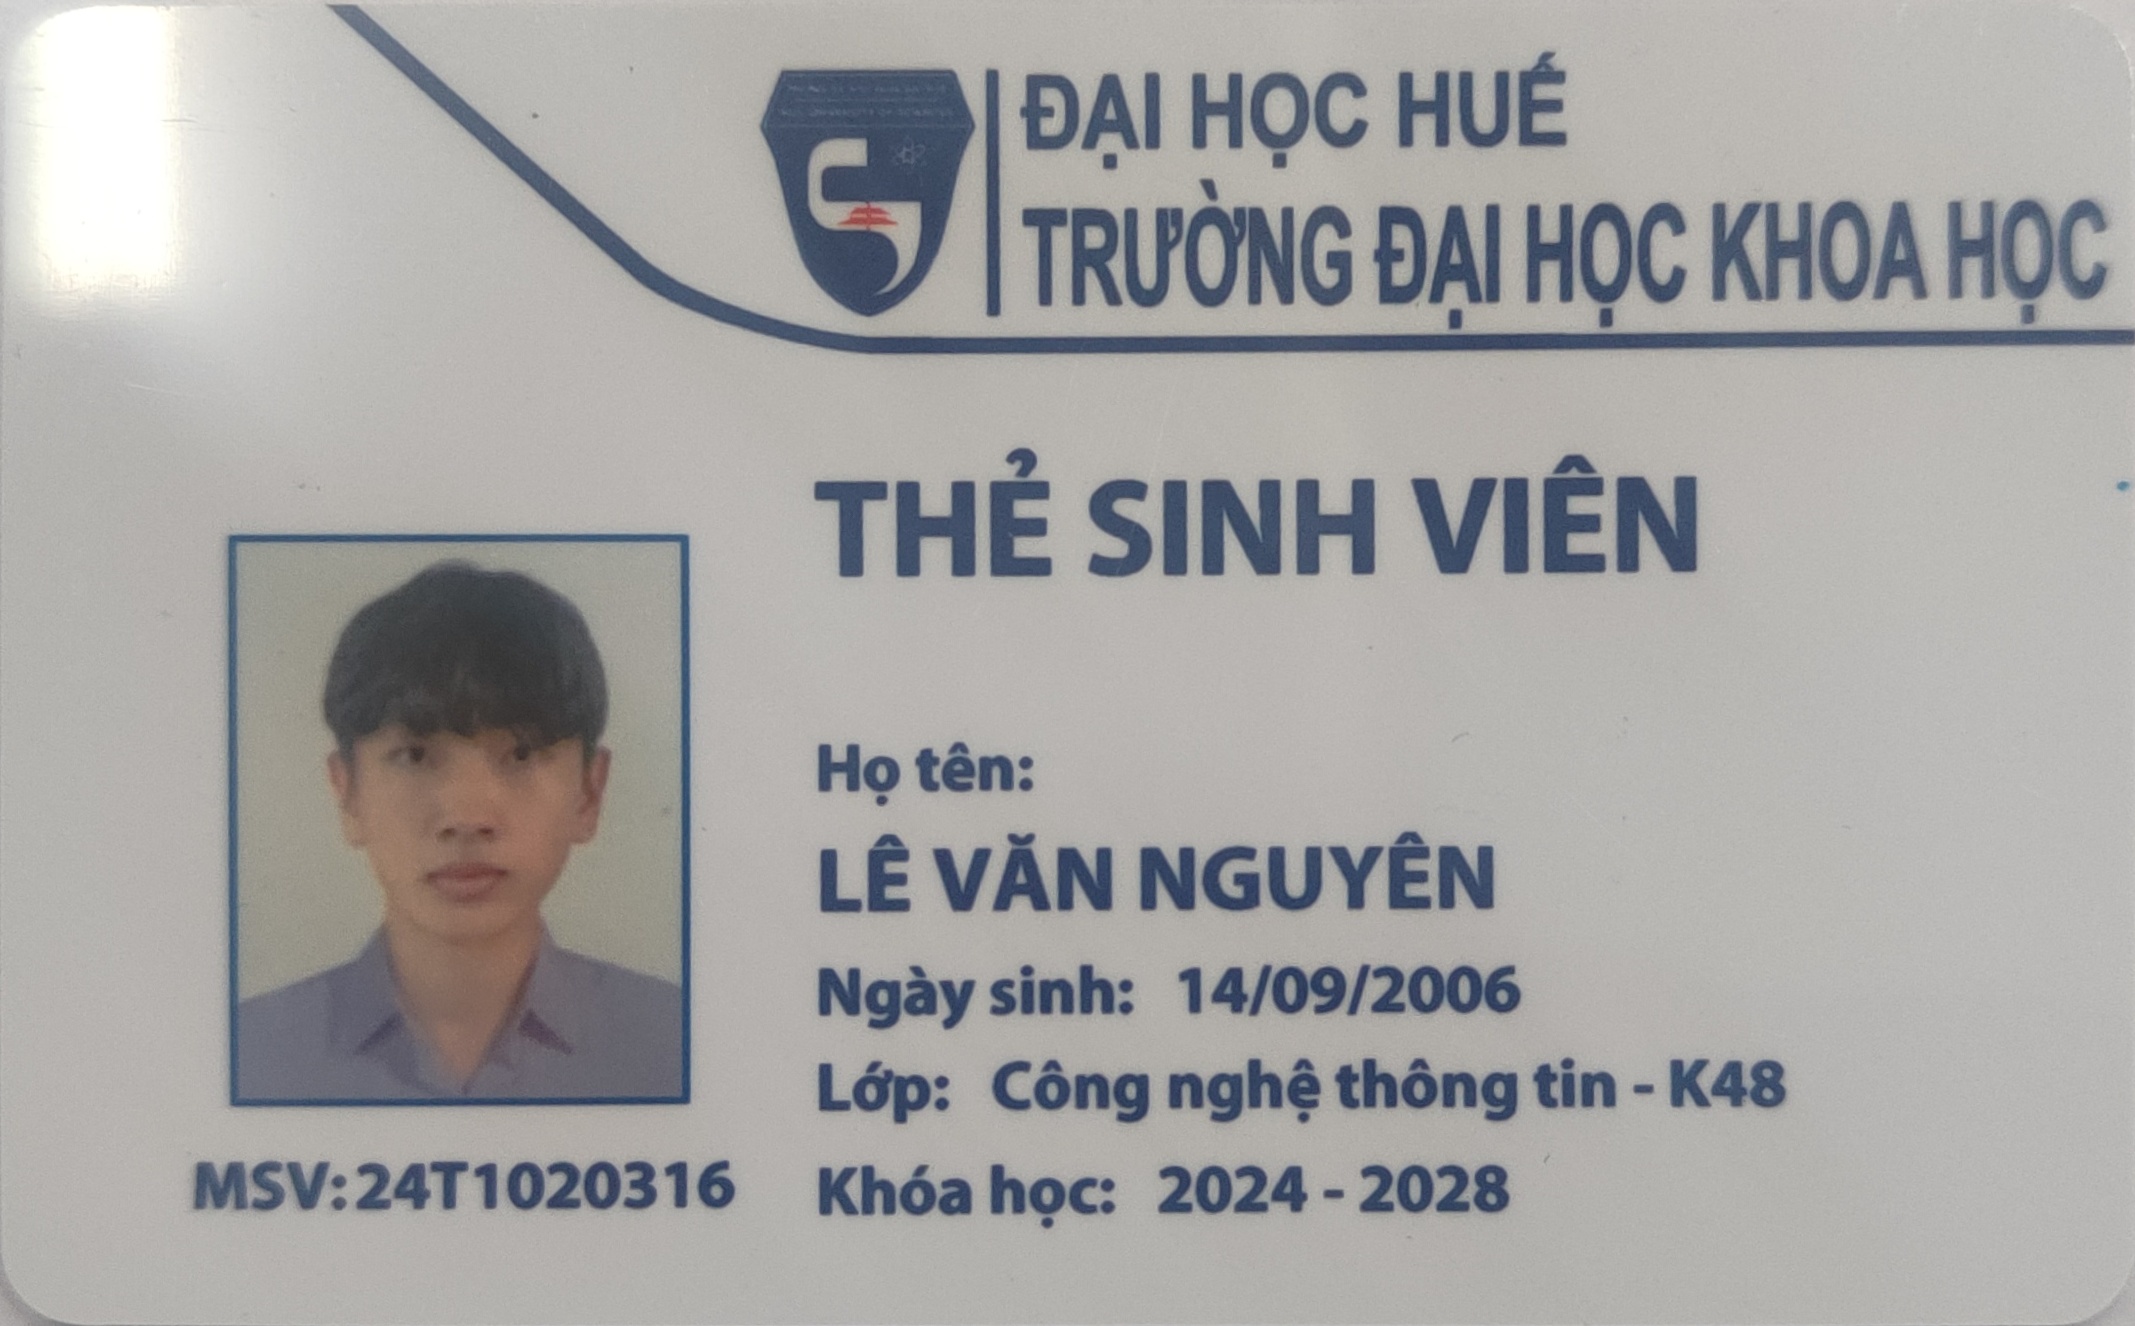 ĐẠI HỌC HUẾ
TRƯỜNG ĐẠI HỌC KHOA HỌC
THẺ SINH VIÊN
Họ tên:
LÊ VĂN NGUYÊN
Ngày sinh: 14/09/2006
Lớp: Công nghệ thông tin - K48
Khóa học: 2024 - 2028
MSV:24T1020316